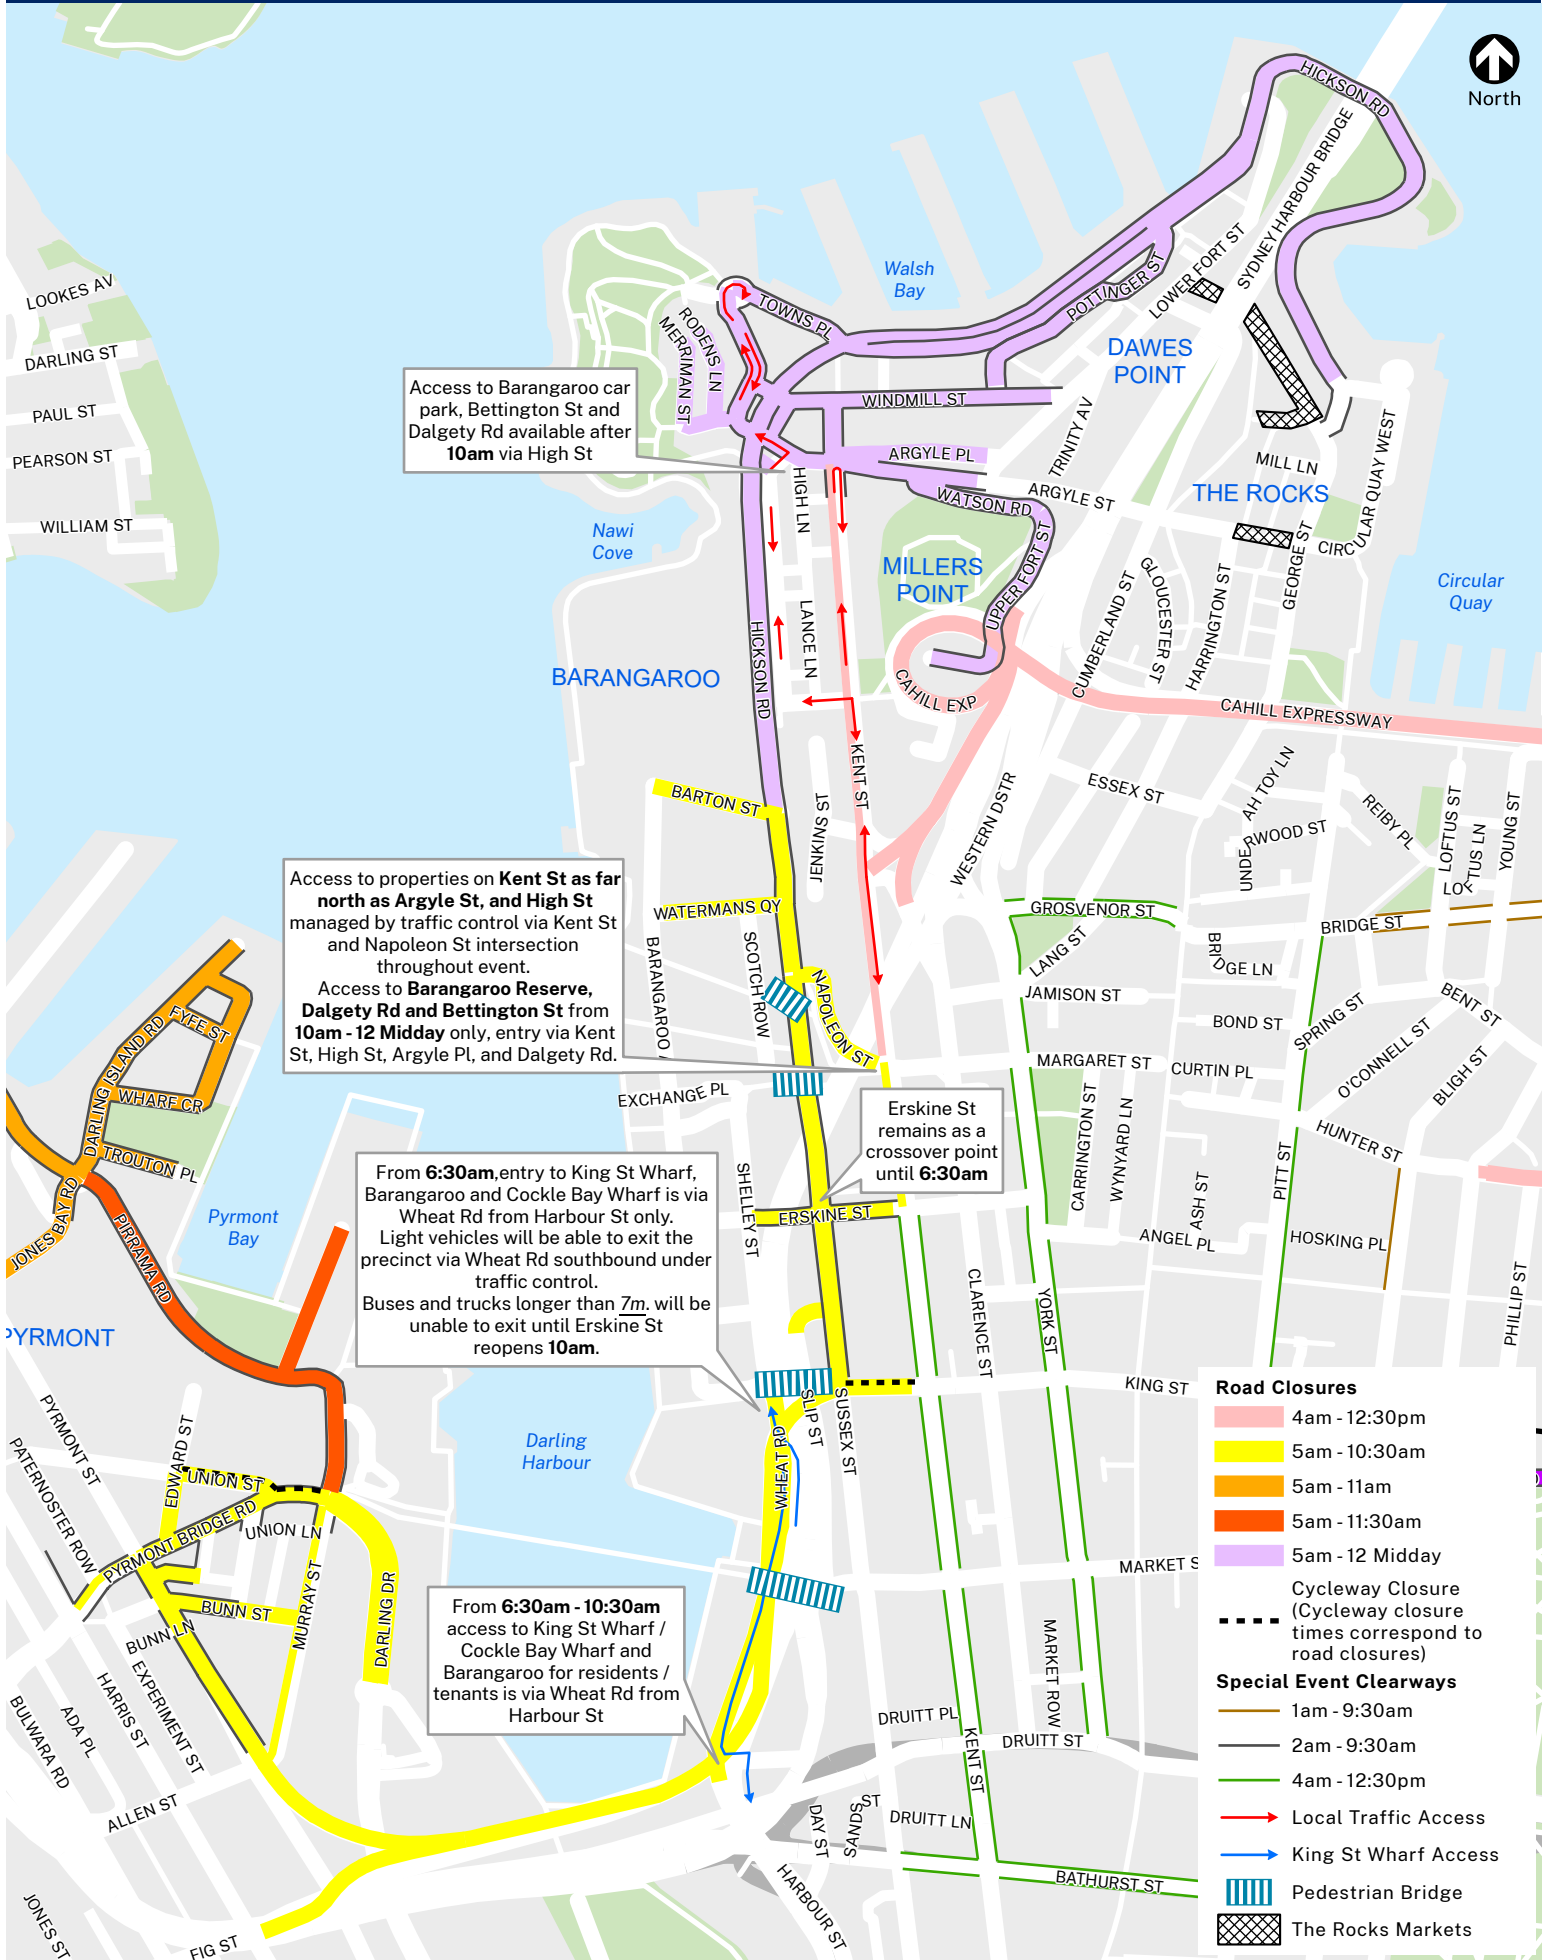 North
HICKSON RD
SYDNEY HARBOUR BRIDGE
LOWER FORT ST
POTTINGER ST
Walsh
Bay
TOWNS PL
RODENS LN
MERRIMAN ST
DAWES
POINT
WINDMILL ST
TRINITY AV
ARGYLE PL
ARGYLE ST
WATSON RD
UPPER FORT ST
MILL LN
THE ROCKS
CIRCULAR QUAY WEST
GEORGE ST
Circular
Quay
LOOKES AV
DARLING ST
PAUL ST
PEARSON ST
WILLIAM ST
Access to Barangaroo car
park, Bettington St and
Dalgety Rd available after
10am via High St
Nawi
Cove
HIGH LN
LANCE LN
MILLERS
POINT
CUMBERLAND ST
GLOUCESTER ST
HARRINGTON ST
BARANGAROO
HICKSON RD
CAHILL EXP
CAHILL EXPRESSWAY
KENT ST
JENKINS ST
WESTERN DSTR
ESSEX ST
AH TOY LN
UNDERWOOD ST
REIBY PL
LOFTUS ST
LOFTUS LN
YOUNG ST
BARTON ST
WATERMANS QY
BARANGAROO A
SCOTCH ROW
NAPOLEON ST
GROSVENOR ST
LANG ST
JAMISON ST
BRIDGE ST
BRIDGE LN
BOND ST
SPRING ST
BENT ST
O'CONNELL ST
BLIGH ST
MARGARET ST
CURTIN PL
HUNTER ST
CARRINGTON ST
WYNYARD LN
ASH ST
PITT ST
ANGEL PL
HOSKING PL
PHILLIP ST
Access to properties on Kent St as far
north as Argyle St, and High St
managed by traffic control via Kent St
and Napoleon St intersection
throughout event.
Access to Barangaroo Reserve,
Dalgety Rd and Bettington St from
10am - 12 Midday only, entry via Kent
St, High St, Argyle Pl, and Dalgety Rd.
EXCHANGE PL
Erskine St
remains as a
crossover point
until 6:30am
SHELLEY ST
ERSKINE ST
FYFE ST
DARLING ISLAND RD
WHARF CR
TROUTON PL
JONES BAY RD
PIRRAMA RD
Pyrmont
Bay
PYRMONT
From 6:30am,entry to King St Wharf,
Barangaroo and Cockle Bay Wharf is via
Wheat Rd from Harbour St only.
Light vehicles will be able to exit the
precinct via Wheat Rd southbound under
traffic control.
Buses and trucks longer than 7m. will be
unable to exit until Erskine St
reopens 10am.
CLARENCE ST
YORK ST
KING ST
SLIP ST
SUSSEX ST
WHEAT RD
Darling
Harbour
PYRMONT ST
PATERNOSTER ROW
EDWARD ST
UNION ST
PYRMONT BRIDGE RD
UNION LN
MURRAY ST
DARLING DR
BUNN ST
BUNN LN
EXPERIMENT ST
HARRIS ST
ADA PL
BULWARA RD
ALLEN ST
JONES ST
FIG ST
MARKET S
MARKET ROW
From 6:30am - 10:30am
access to King St Wharf /
Cockle Bay Wharf and
Barangaroo for residents /
tenants is via Wheat Rd from
Harbour St
DRUITT PL
DRUITT ST
KENT ST
DAY ST
SANDS ST
DRUITT LN
HARBOUR ST
BATHURST ST
Road Closures
4am - 12:30pm
5am - 10:30am
5am - 11am
5am - 11:30am
5am - 12 Midday
Cycleway Closure
(Cycleway closure
times correspond to
road closures)
Special Event Clearways
1am - 9:30am
2am - 9:30am
4am - 12:30pm
Local Traffic Access
King St Wharf Access
Pedestrian Bridge
The Rocks Markets